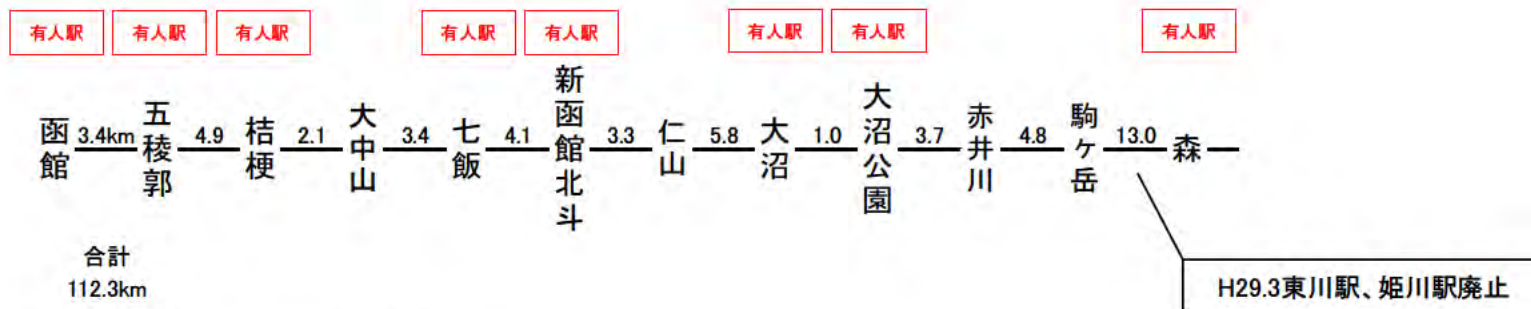 有人駅 有人駅 有人駅 有人駅 有人駅 有人駅 有人駅 有人駅
函館 3.4km 五稜郭 4.9 桔梗 2.1 大中山 3.4 七飯 4.1 新函館北斗 3.3 仁山 5.8 大沼 1.0 大沼公園 3.7 赤井川 4.8 駒ヶ岳 13.0 森
合計
112.3km
H29.3東川駅、姫川駅廃止